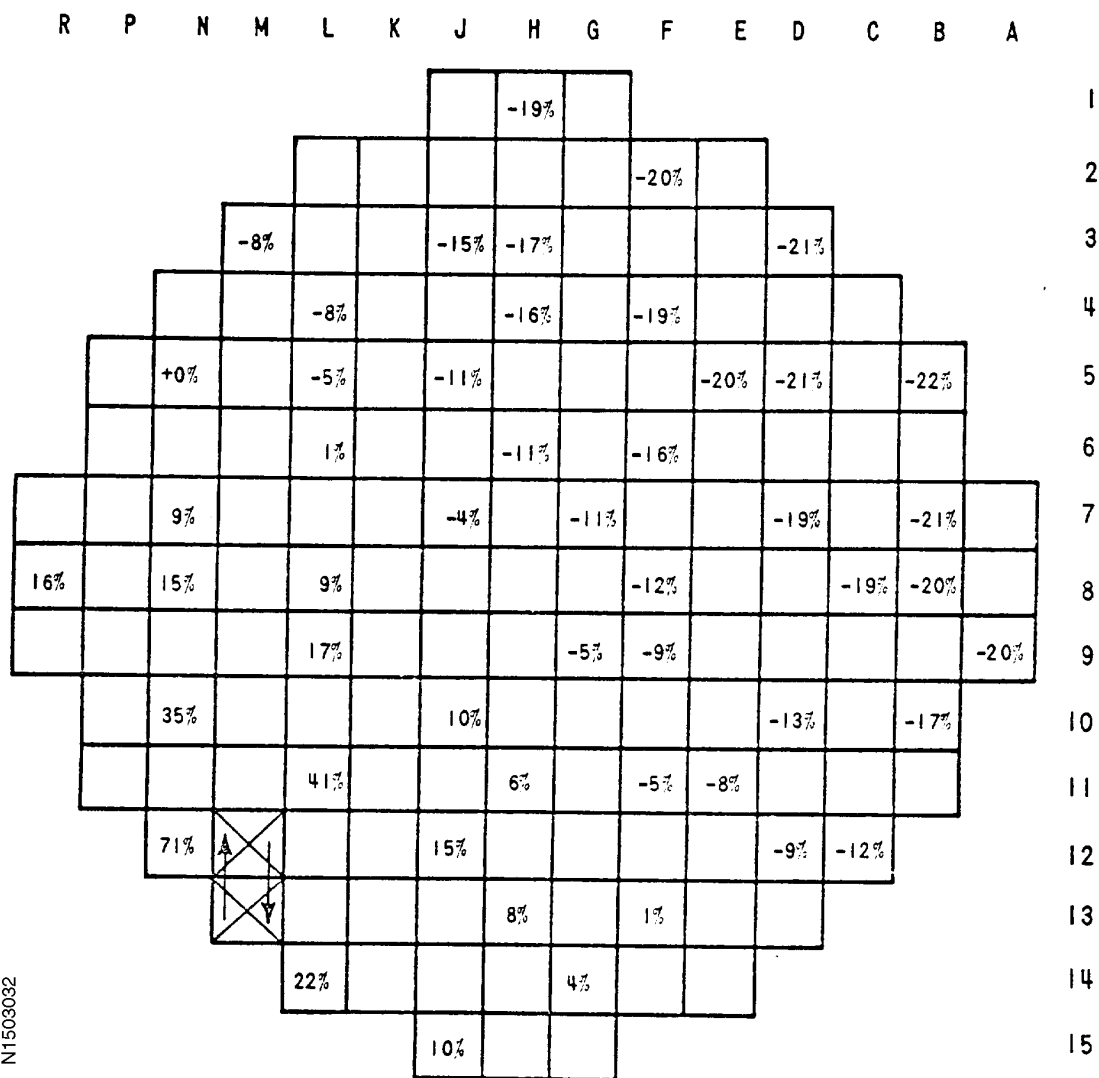 R P N M L K J H G F E D C B A
-19% 1
-20% 2
-8% -15% -17% -21% 3
-8% -16% -19% 4
+0% -5% -11% -20% -21% -22% 5
1% -11% -16% 6
9% -4% -11% -19% -21% 7
16% 15% 9% -12% -19% -20% 8
17% -5% -9% -20% 9
35% 10% -13% -17% 10
41% 6% -5% -8% 11
71% 15% -9% -12% 12
8% 1% 13
22% 4% 14
10% 15
N1503032